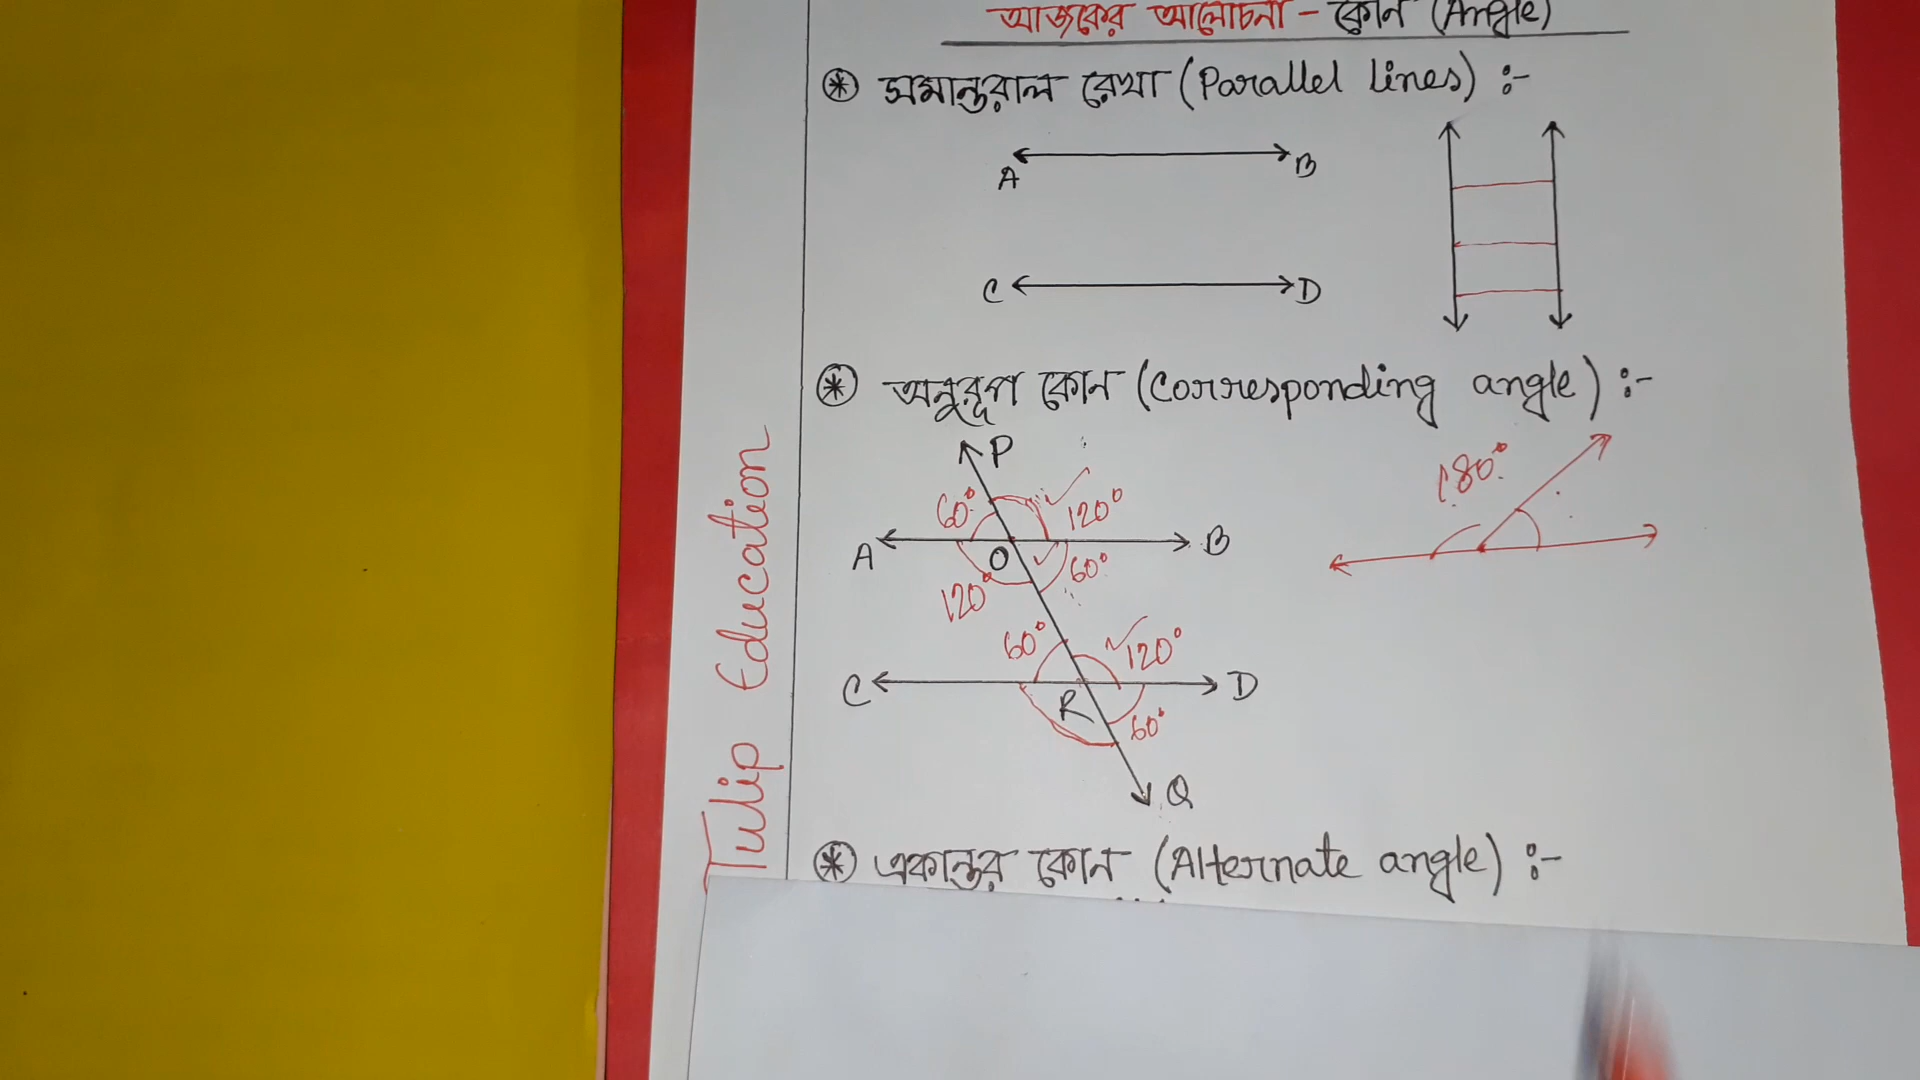 আজকের আলোচনা - কোন (Angle)
* সমান্তরাল রেখা (Parallel lines) :-
A B
C D
* অনুরূপ কোন (Corresponding angle) :-
P
180°
60° 120°
A O B
120° 60°
60° 120°
C R D
60°
Q
* একান্তর কোন (Alternate angle) :-
Tulip Education